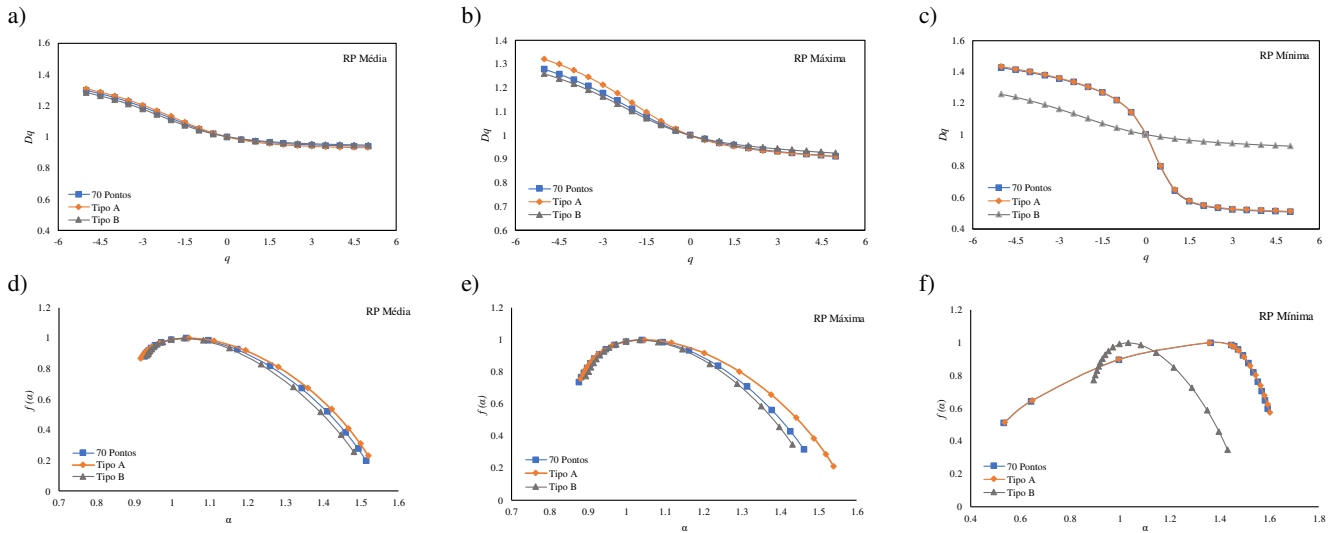 a)
RP Média
1.6
1.4
1.2
1
0.8
0.6
0.4
Dq
70 Pontos
Tipo A
Tipo B
-6 -4.5 -3 -1.5 0 1.5 3 4.5 6
q
b)
RP Máxima
1.4
1.3
1.2
1.1
1
0.9
0.8
0.7
0.6
Dq
70 Pontos
Tipo A
Tipo B
-6 -4.5 -3 -1.5 0 1.5 3 4.5 6
q
c)
RP Mínima
1.6
1.4
1.2
1
0.8
0.6
0.4
Dq
70 Pontos
Tipo A
Tipo B
-6 -4.5 -3 -1.5 0 1.5 3 4.5 6
q
d)
RP Média
1.2
1
0.8
0.6
0.4
0.2
0
f (α)
70 Pontos
Tipo A
Tipo B
0.7 0.8 0.9 1 1.1 1.2 1.3 1.4 1.5 1.6
α
e)
RP Máxima
1.2
1
0.8
0.6
0.4
0.2
0
f (α)
70 Pontos
Tipo A
Tipo B
0.7 0.8 0.9 1 1.1 1.2 1.3 1.4 1.5 1.6
α
f)
RP Mínima
1.2
1
0.8
0.6
0.4
0.2
0
f (α)
70 Pontos
Tipo A
Tipo B
0.4 0.6 0.8 1 1.2 1.4 1.6 1.8
α